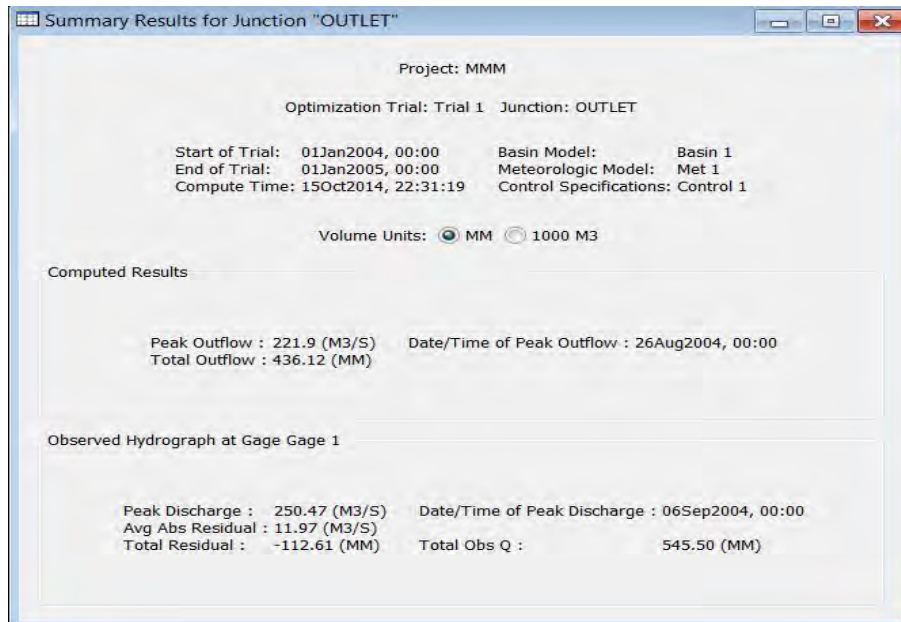 Summary Results for Junction "OUTLET"
Project: MMM
Optimization Trial: Trial 1 Junction: OUTLET
Start of Trial: 01Jan2004, 00:00 Basin Model: Basin 1
End of Trial: 01Jan2005, 00:00 Meteorologic Model: Met 1
Compute Time: 15Oct2014, 22:31:19 Control Specifications: Control 1
Volume Units: MM 1000 M3
Computed Results
Peak Outflow : 221.9 (M3/S) Date/Time of Peak Outflow : 26Aug2004, 00:00
Total Outflow : 436.12 (MM)
Observed Hydrograph at Gage Gage 1
Peak Discharge : 250.47 (M3/S) Date/Time of Peak Discharge : 06Sep2004, 00:00
Avg Abs Residual : 11.97 (M3/S)
Total Residual : -112.61 (MM) Total Obs Q : 545.50 (MM)